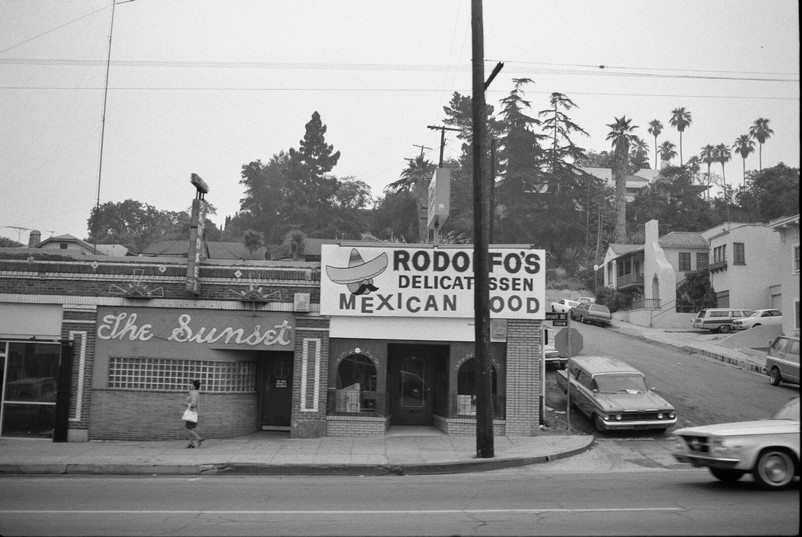 The Sunset
RODOLFO'S
DELICATESSEN
MEXICAN FOOD